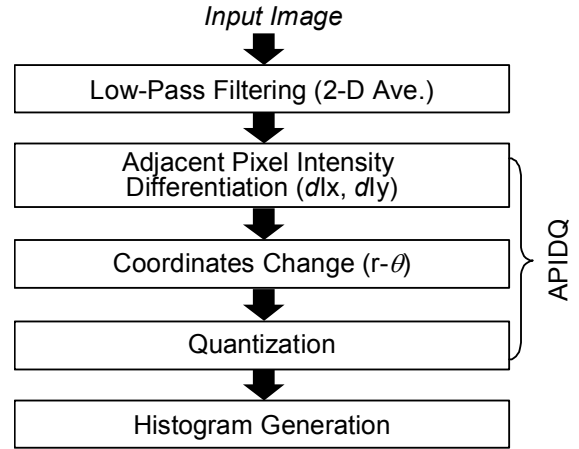 Input Image
Low-Pass Filtering (2-D Ave.)
Adjacent Pixel Intensity
Differentiation (dIx, dIy)
Coordinates Change (r-θ)
Quantization
Histogram Generation
APIDQ